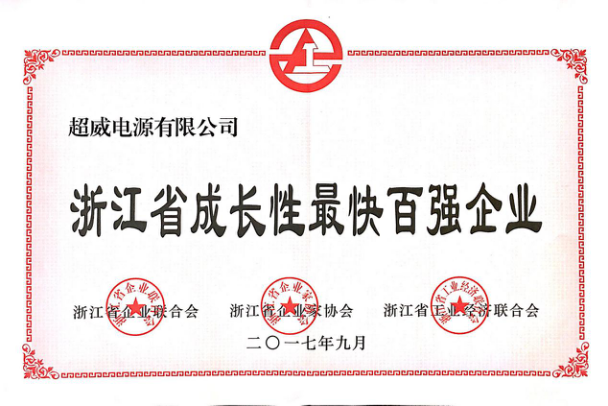 超威电源有限公司
浙江省成长性最快百强企业
浙江省企业联合会 浙江省企业家协会 浙江省工业经济联合会
二〇一七年九月